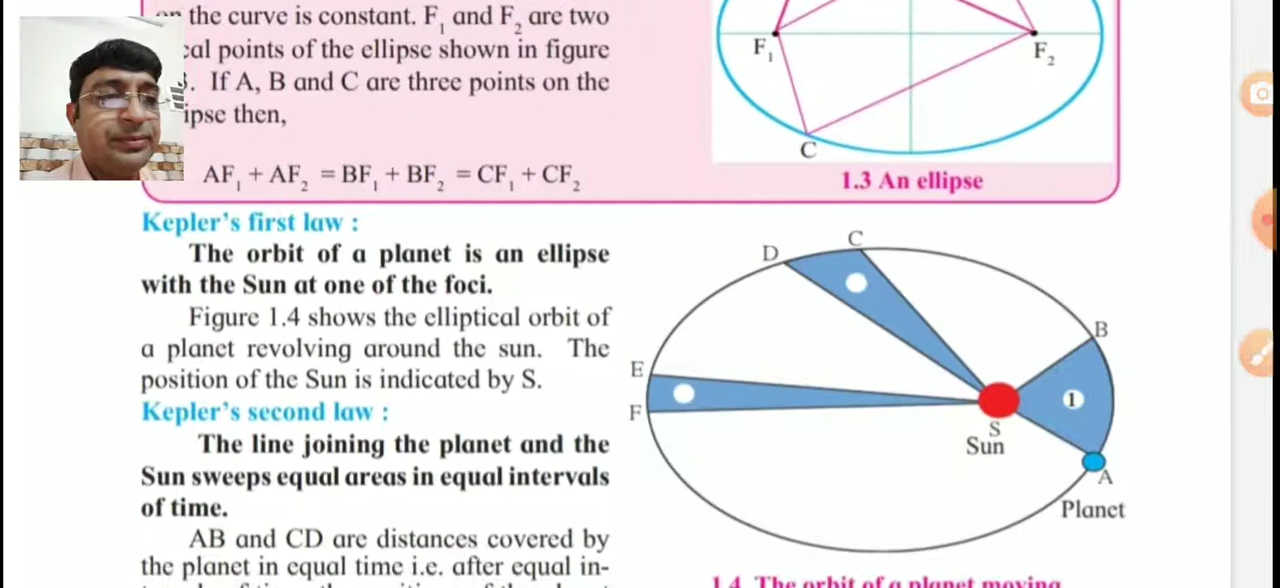 the curve is constant. F₁ and F₂ are two
points of the ellipse shown in figure
If A, B and C are three points on the
then,
AF₁ + AF₂ = BF₁ + BF₂ = CF₁ + CF₂
F₁
F₂
C
1.3 An ellipse
Kepler's first law :
The orbit of a planet is an ellipse
with the Sun at one of the foci.
Figure 1.4 shows the elliptical orbit of
a planet revolving around the sun. The
position of the Sun is indicated by S.
Kepler's second law :
The line joining the planet and the
Sun sweeps equal areas in equal intervals
of time.
AB and CD are distances covered by
the planet in equal time i.e. after equal in-
D
C
B
E
F
1
S
Sun
A
Planet
1.4 The orbit of a planet moving